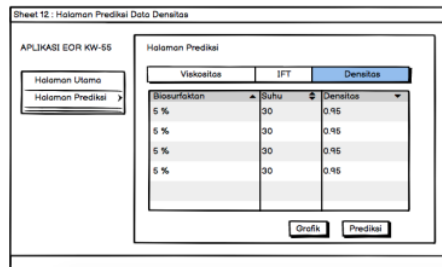 Sheet 12 : Halaman Prediksi Data Densitas
APLIKASI EOR KW-55
Halaman Utama
Halaman Prediksi
Halaman Prediksi
Viskositas IFT Densitas
Biosurfaktan Suhu Densitas
5 % 30 0.95
5 % 30 0.95
5 % 30 0.95
5 % 30 0.95
Grafik Prediksi